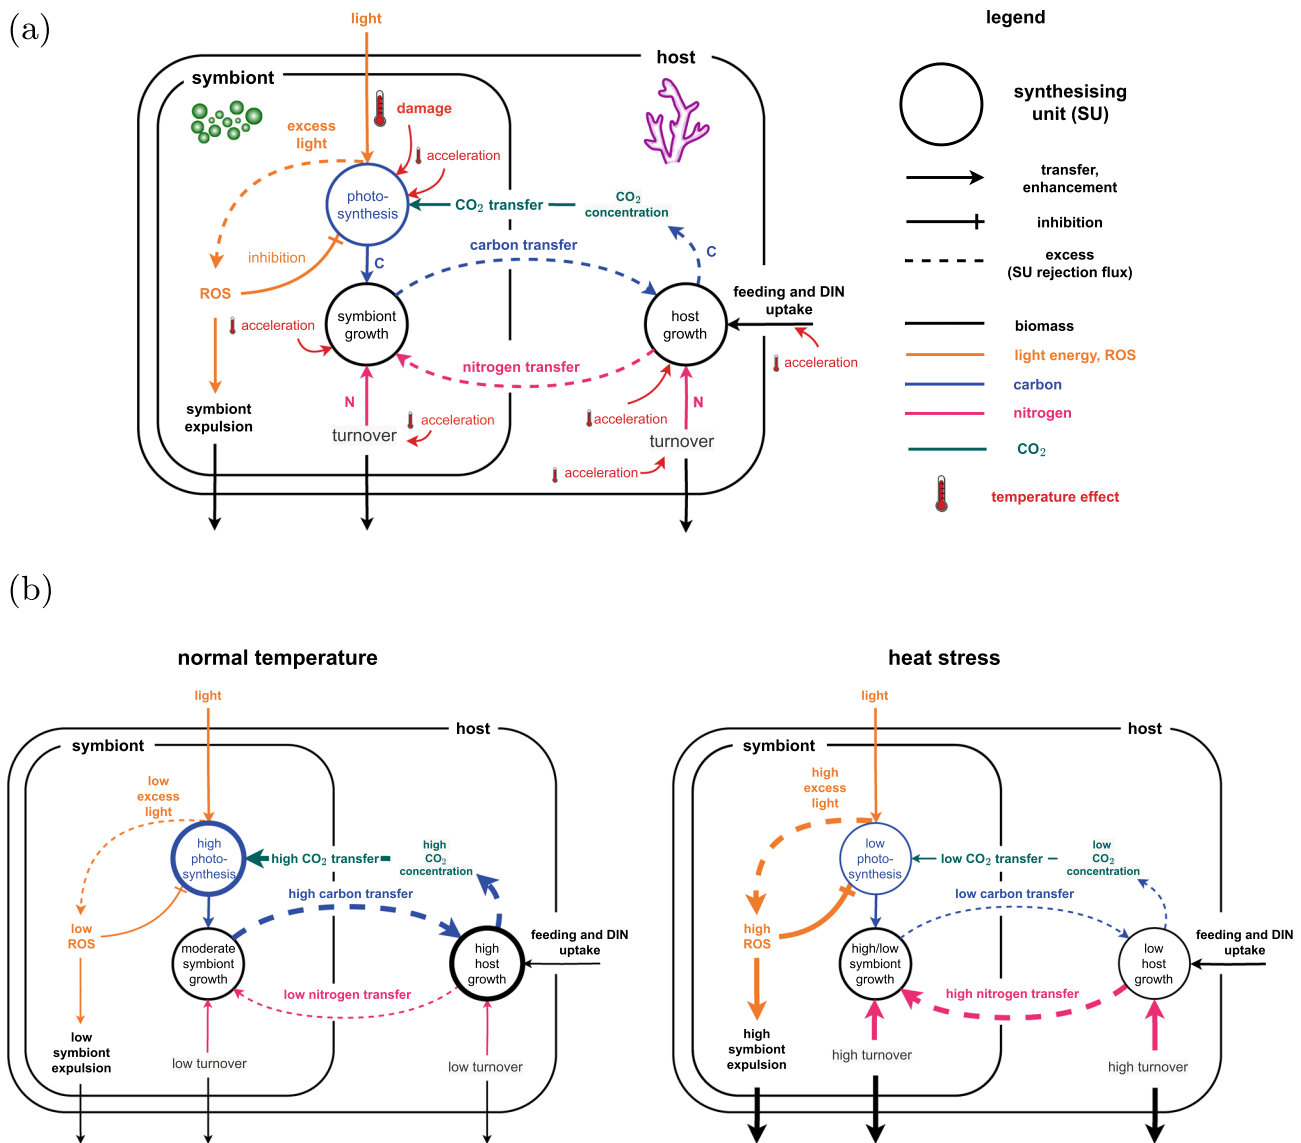 (a)
light
host
symbiont
damage
excess
light
acceleration
photo-
synthesis
CO₂ transfer
CO₂
concentration
carbon transfer
C
inhibition
C
ROS
feeding and DIN
uptake
symbiont
growth
host
growth
acceleration
acceleration
nitrogen transfer
N
N
symbiont
expulsion
acceleration
acceleration
turnover
turnover
acceleration
legend
synthesising
unit (SU)
transfer,
enhancement
inhibition
excess
(SU rejection flux)
biomass
light energy, ROS
carbon
nitrogen
CO₂
temperature effect
(b)
normal temperature
light
host
symbiont
low
excess
light
high
photo-
synthesis
high CO₂ transfer
high
CO₂
concentration
high carbon transfer
low
ROS
moderate
symbiont
growth
high
host
growth
feeding and DIN
uptake
low nitrogen transfer
low
symbiont
expulsion
low turnover
low turnover
heat stress
light
host
symbiont
high
excess
light
low
photo-
synthesis
low CO₂ transfer
low
CO₂
concentration
low carbon transfer
high
ROS
high/low
symbiont
growth
low
host
growth
feeding and DIN
uptake
high nitrogen transfer
high
symbiont
expulsion
high turnover
high turnover